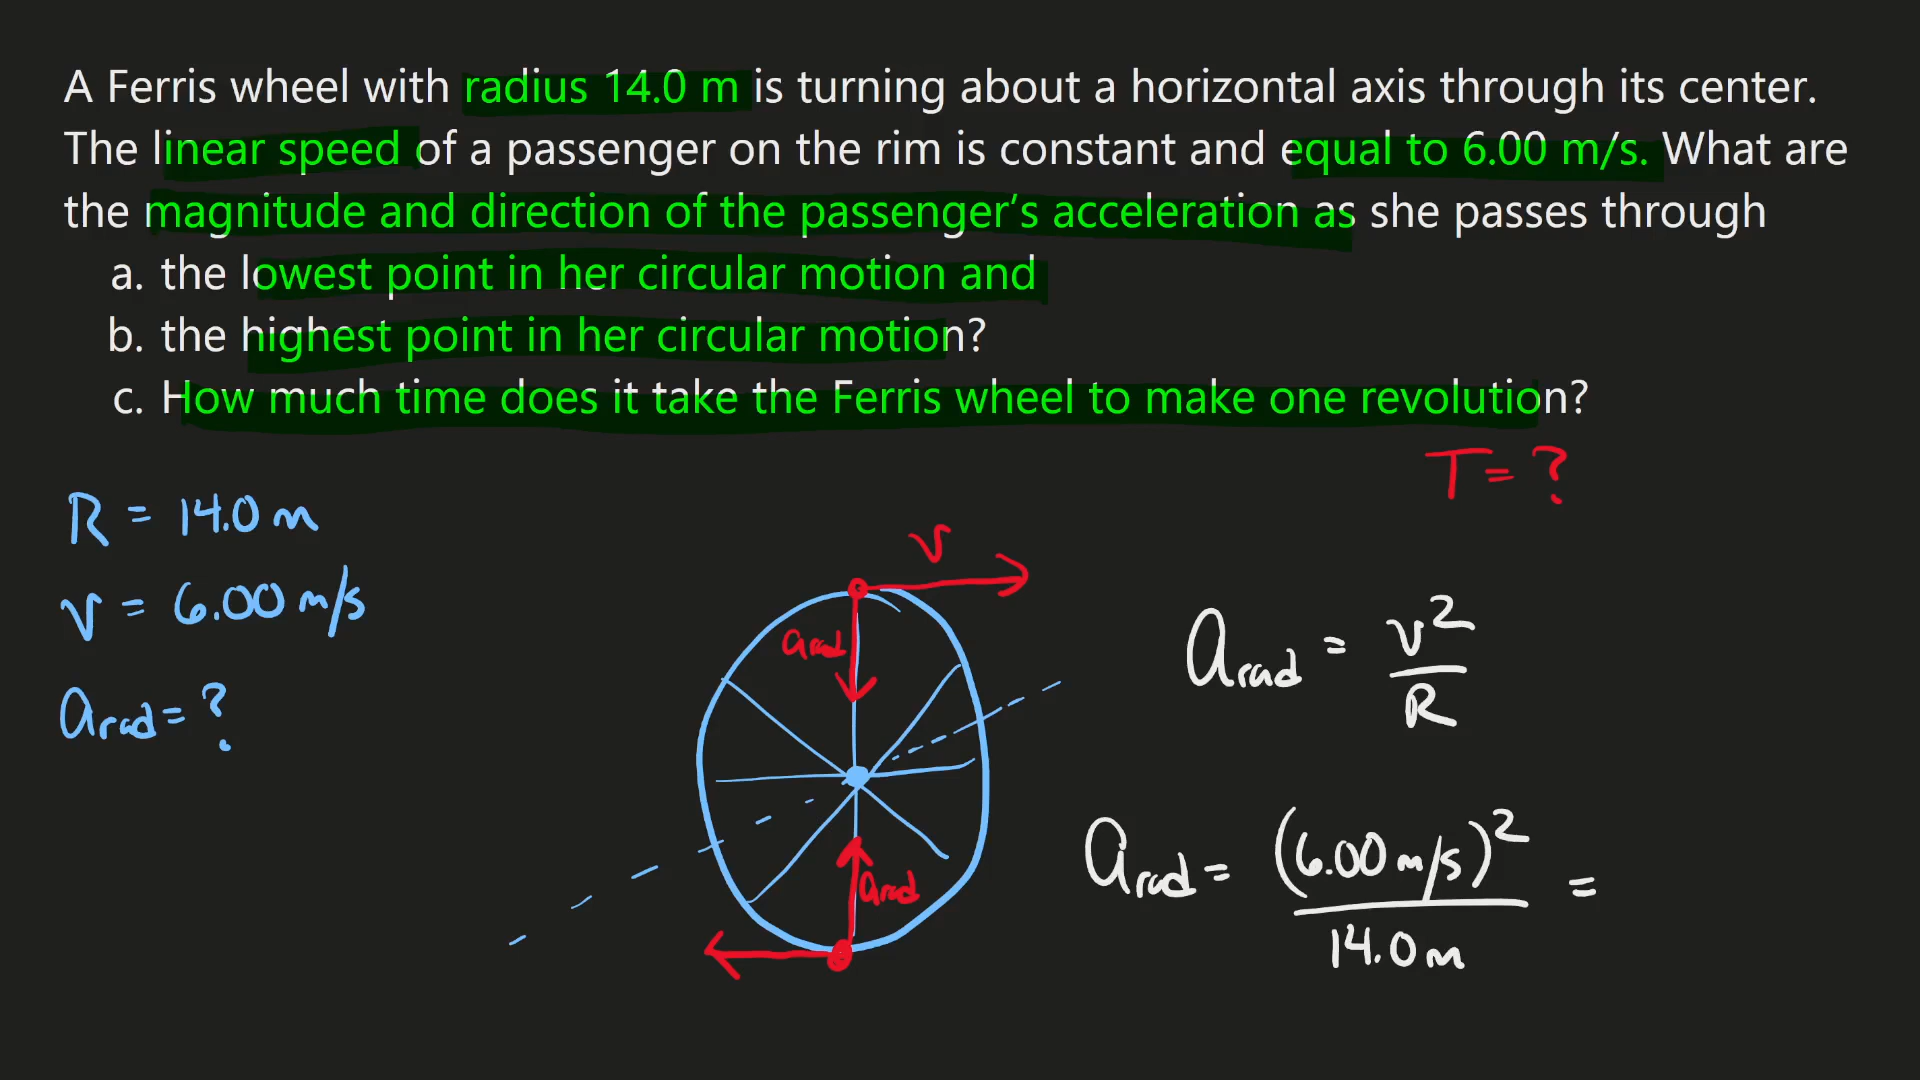 A Ferris wheel with radius 14.0 m is turning about a horizontal axis through its center.
The linear speed of a passenger on the rim is constant and equal to 6.00 m/s. What are
the magnitude and direction of the passenger’s acceleration as she passes through
a. the lowest point in her circular motion and
b. the highest point in her circular motion?
c. How much time does it take the Ferris wheel to make one revolution?
T = ?
R = 14.0 m
v = 6.00 m/s
arad = ?
v
arad
arad
arad = v²/R
arad = (6.00 m/s)²/14.0 m =